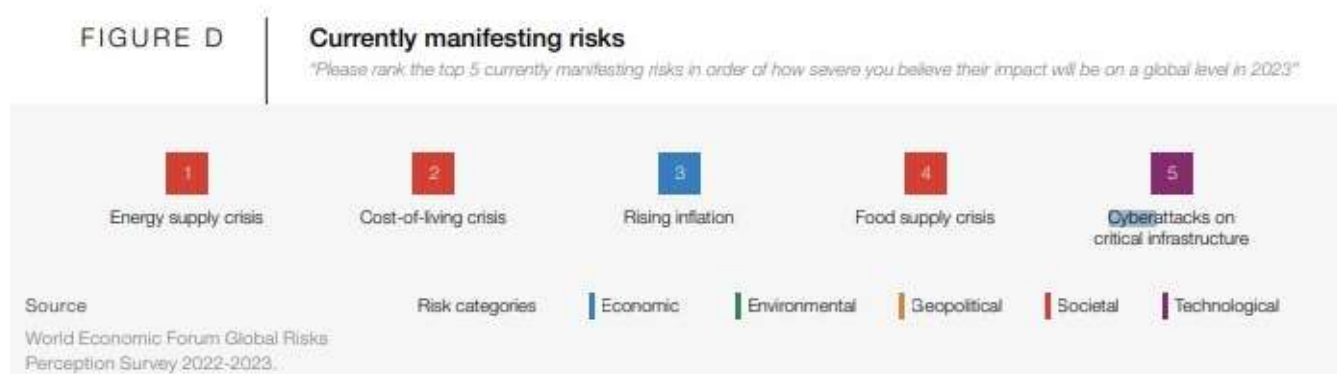 FIGURE D
Currently manifesting risks
"Please rank the top 5 currently manifesting risks in order of how severe you believe their impact will be on a global level in 2023"
1
2
3
4
5
Energy supply crisis
Cost-of-living crisis
Rising inflation
Food supply crisis
Cyberattacks on
critical infrastructure
Source
Risk categories
Economic
Environmental
Geopolitical
Societal
Technological
World Economic Forum Global Risks
Perception Survey 2022-2023.